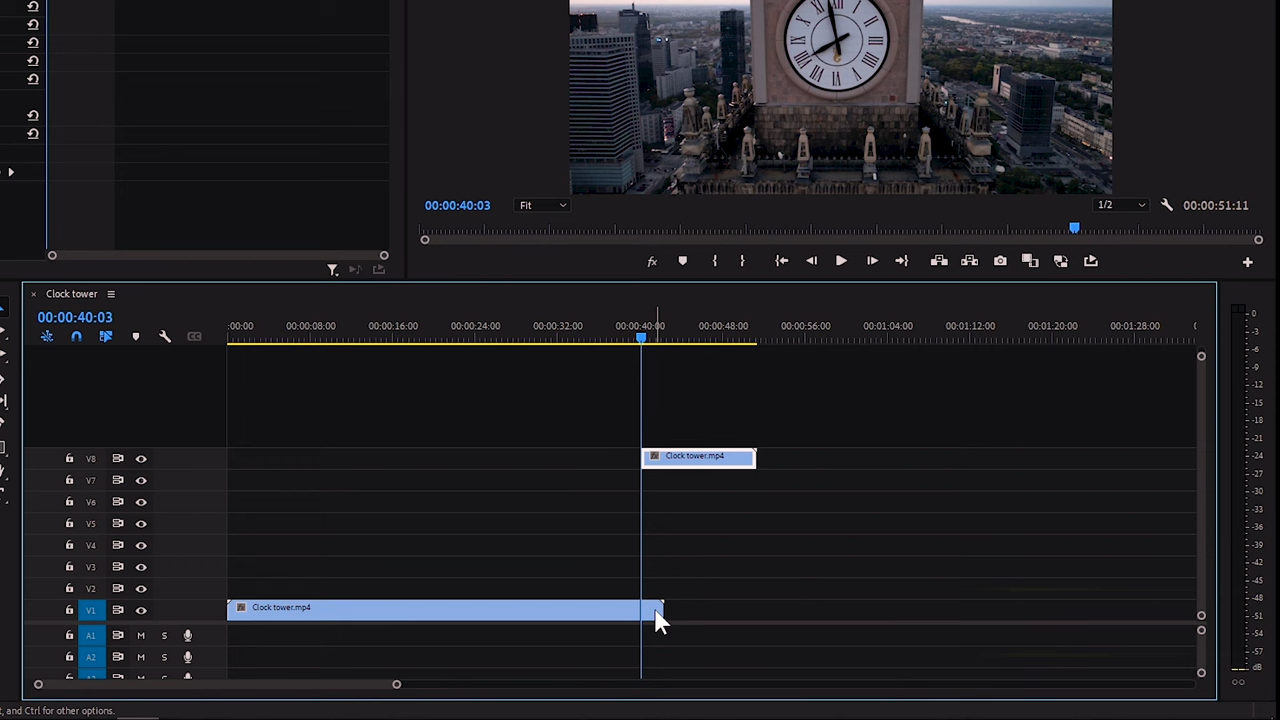 00:00:40:03 Fit 1/2 00:00:51:11
fx
× Clock tower
00:00:40:03
:00:00 00:00:08:00 00:00:16:00 00:00:24:00 00:00:32:00 00:00:40:00 00:00:48:00 00:00:56:00 00:01:04:00 00:01:12:00 00:01:20:00 00:01:28:00
CC
V8 Clock tower.mp4
V7
V6
V5
V4
V3
V2
V1 Clock tower.mp4
A1 M S
A2 M S
0
-3
-6
-9
-12
-15
-18
-21
-24
-27
-30
-33
-36
-39
-42
-45
-48
-51
-54
-57
dB
t, and Ctrl for other options.